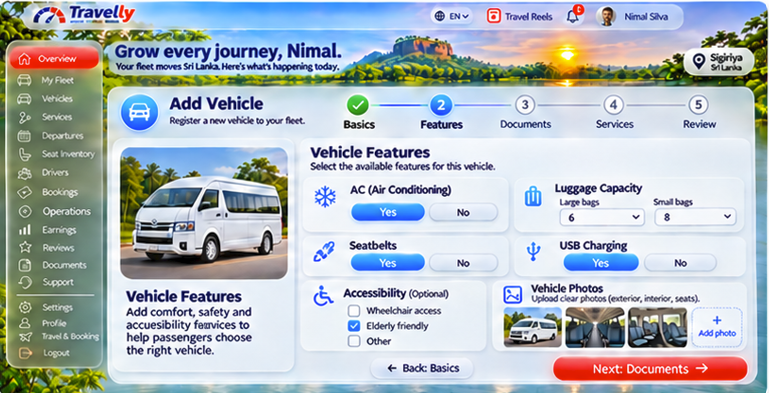 Travelly
EN
Travel Reels
Nimal Silva
Grow every journey, Nimal.
Your fleet moves Sri Lanka. Here's what's happening today.
Sigiriya
Sri Lanka
Overview
My Fleet
Vehicles
Services
Departures
Seat Inventory
Drivers
Bookings
Operations
Earnings
Reviews
Documents
Support
Settings
Profile
Travel & Booking
Logout
Add Vehicle
Register a new vehicle to your fleet.
Basics
2
Features
3
Documents
4
Services
5
Review
Vehicle Features
Add comfort, safety and
help passengers choose
the right vehicle.
Vehicle Features
Select the available features for this vehicle.
AC (Air Conditioning)
Yes
No
Luggage Capacity
Large bags
Small bags
6
8
Seatbelts
Yes
No
USB Charging
Yes
No
Accessibility (Optional)
Wheelchair access
Elderly friendly
Other
Vehicle Photos
Upload clear photos (exterior, interior, seats).
+
Add photo
← Back: Basics
Next: Documents →